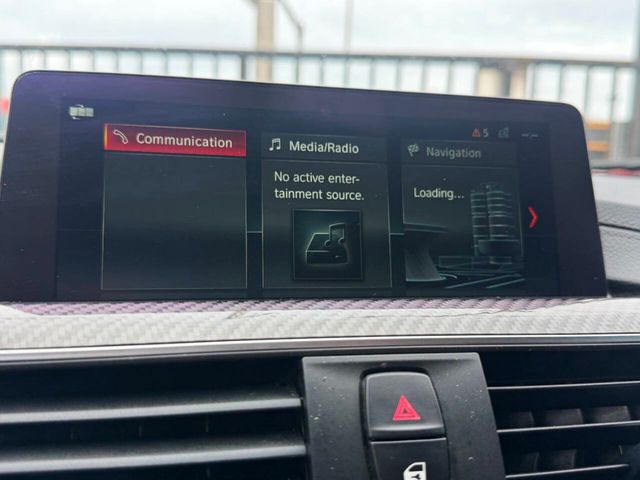 5
Communication
Media/Radio
Navigation
No active enter-
tainment source.
Loading...